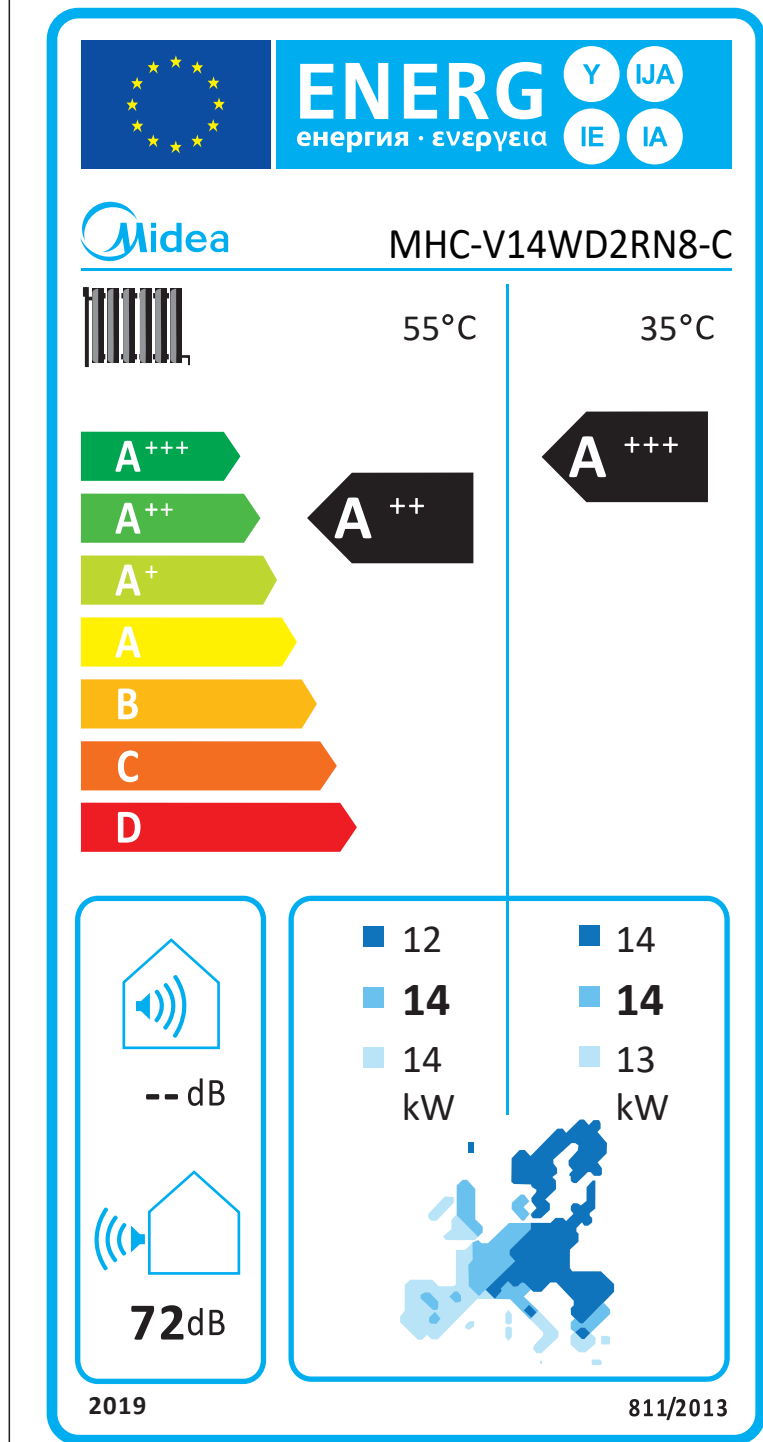 ENERG Y IJA
енергия · ενεργεια IE IA
Midea MHC-V14WD2RN8-C
55°C 35°C
A+++ A+++
A++ A++
A+
A
B
C
D
12 14
14 14
14 13
kW kW
-- dB
72dB
2019 811/2013